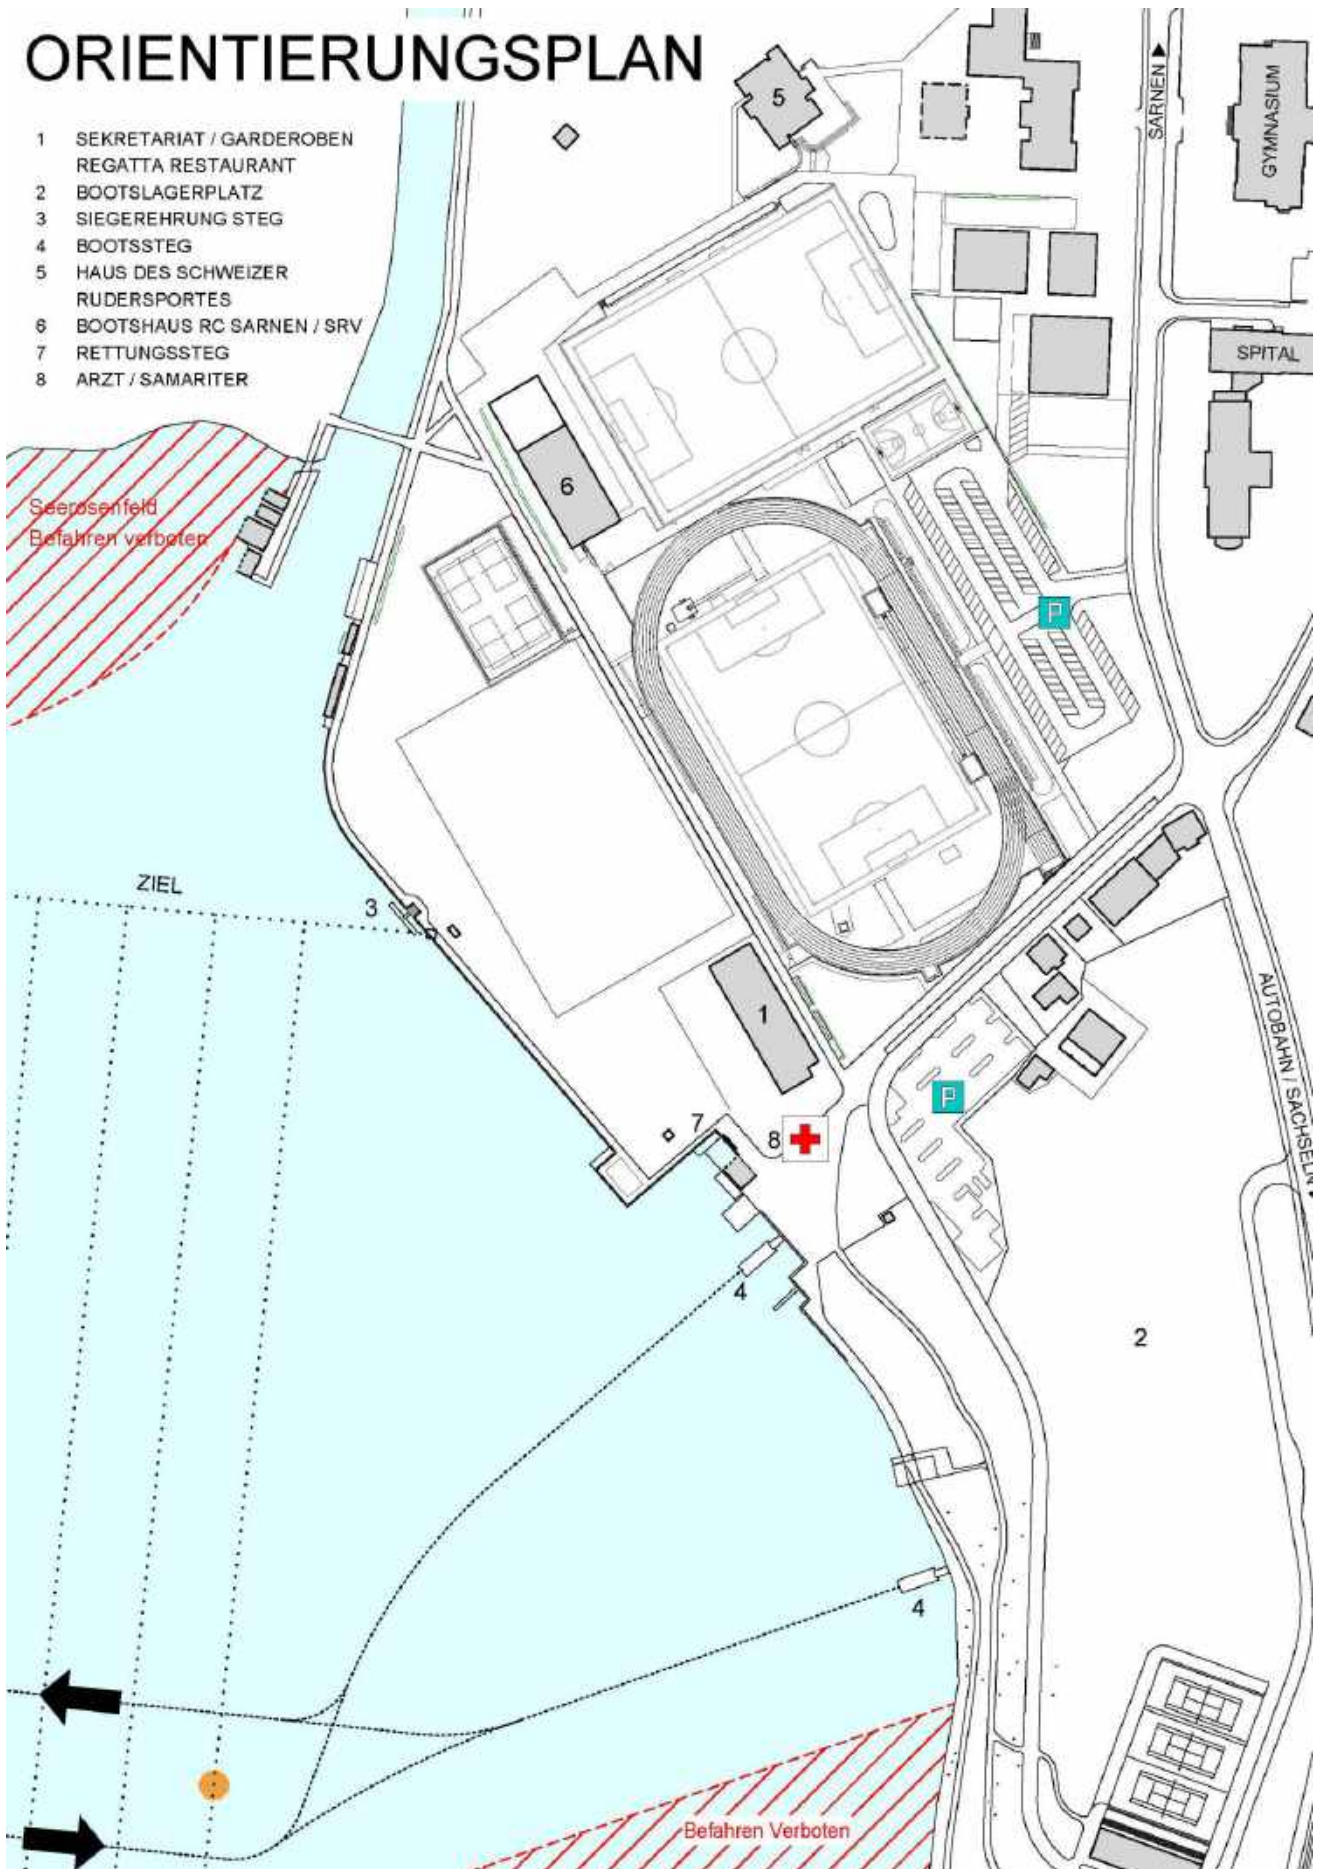 ORIENTIERUNGSPLAN
1 SEKRETARIAT / GARDEROBEN
REGATTA RESTAURANT
2 BOOTSLAGERPLATZ
3 SIEGEREHRUNG STEG
4 BOOTSSTEG
5 HAUS DES SCHWEIZER
RUDERSPORTES
6 BOOTSHAUS RC SARNEN / SRV
7 RETTUNGSSTEG
8 ARZT / SAMARITER
5
SARNEN
GYMNASIUM
SPITAL
6
Seerosenfeld
Befahren verboten
P
ZIEL
3
1
AUTOBAHN / SACHSELN
P
7
8
4
2
4
Befahren Verboten